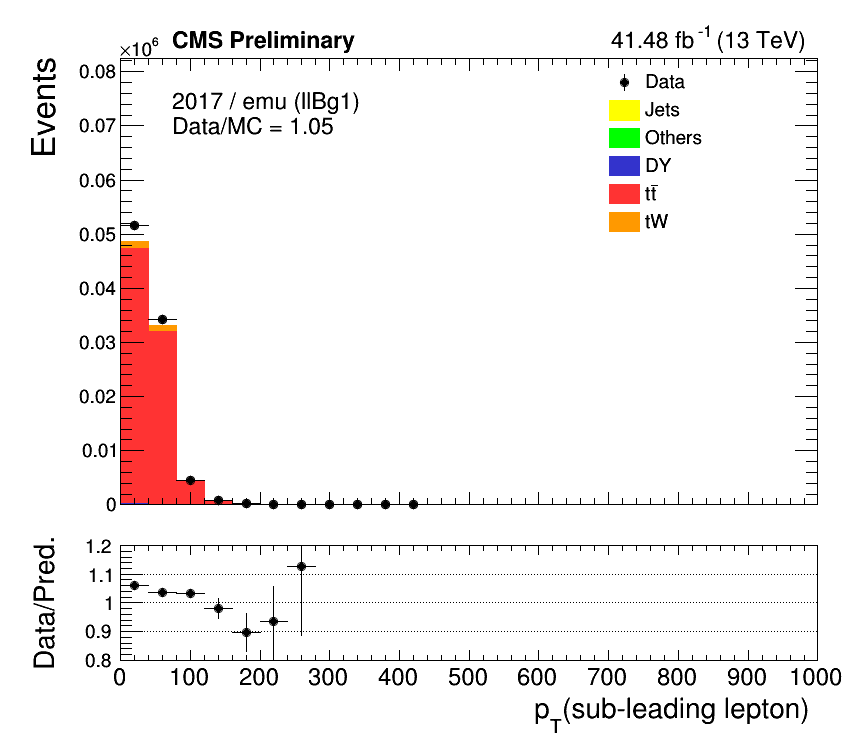 ×10⁶ CMS Preliminary 41.48 fb⁻¹ (13 TeV)
Events
2017 / emu (llBg1)
Data/MC = 1.05
Data
Jets
Others
DY
tt̄
tW
0.08
0.07
0.06
0.05
0.04
0.03
0.02
0.01
0
Data/Pred.
1.2
1.1
1
0.9
0.8
0 100 200 300 400 500 600 700 800 900 1000
p_T(sub-leading lepton)